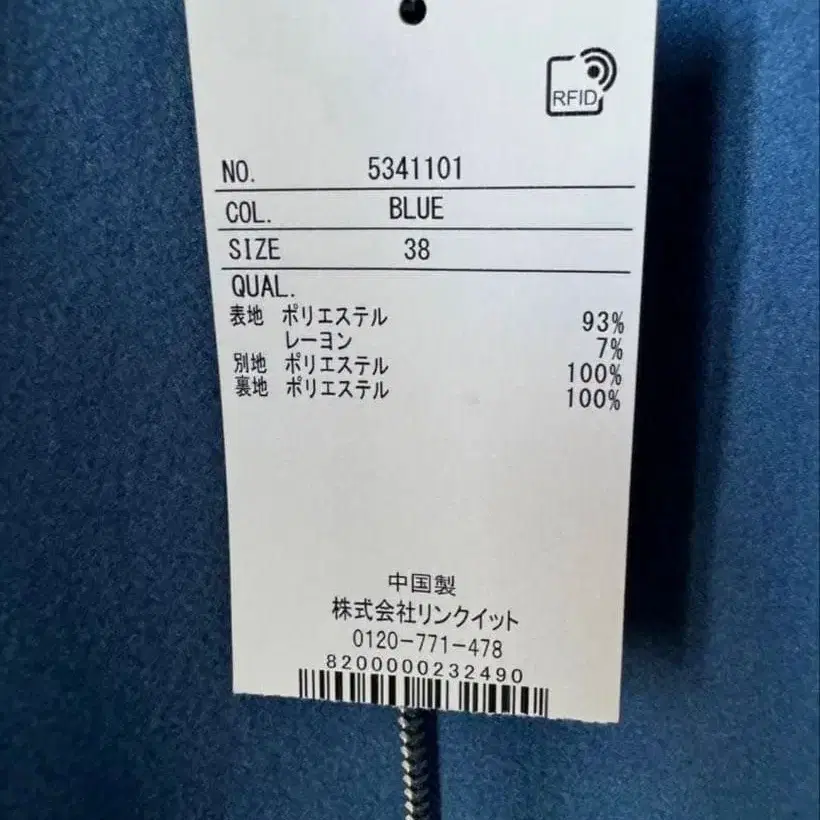 RFID
NO. 5341101
COL. BLUE
SIZE 38
QUAL.
表地 ポリエステル 93%
レーヨン 7%
別地 ポリエステル 100%
裏地 ポリエステル 100%
中国製
株式会社リンクイット
0120-771-478
8200000232490